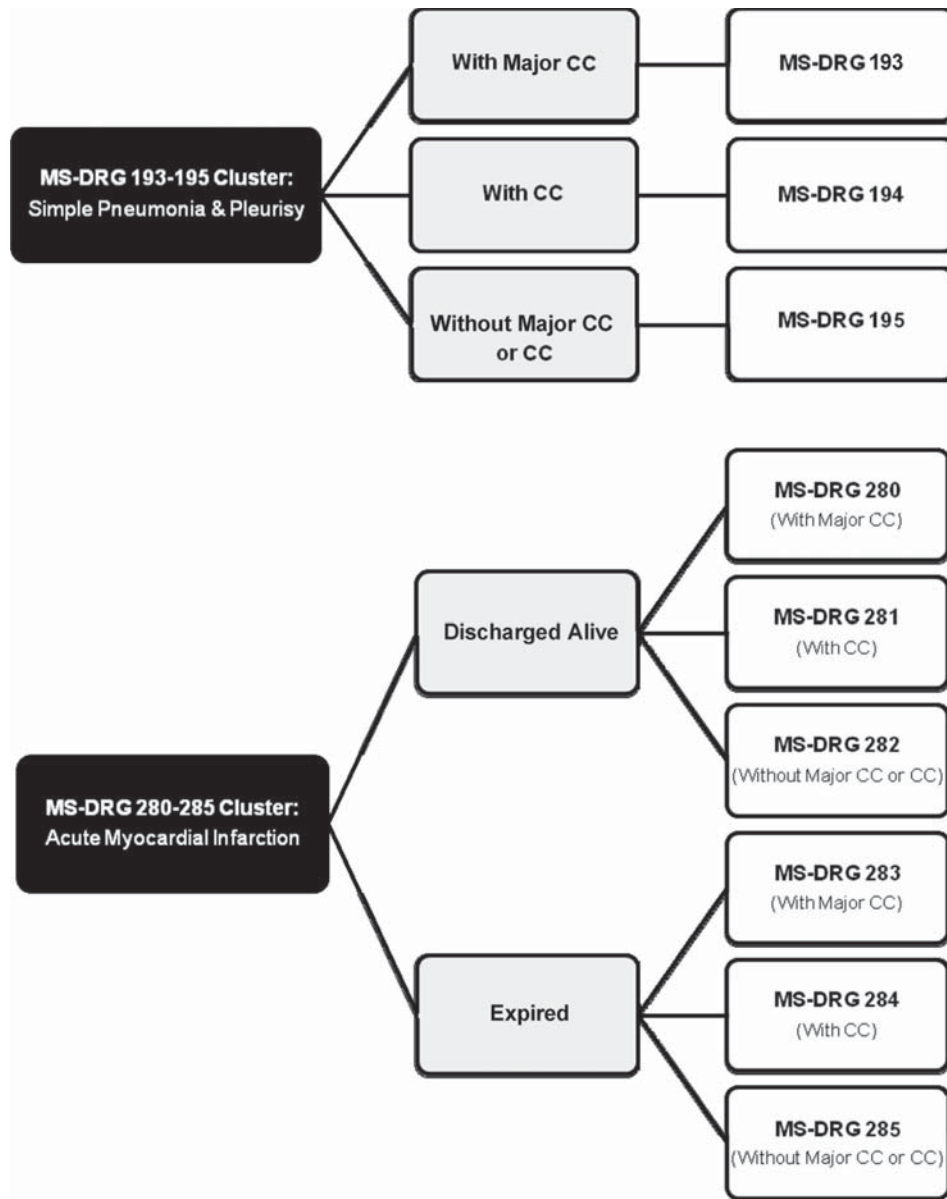 MS-DRG 193-195 Cluster:
Simple Pneumonia & Pleurisy
With Major CC
MS-DRG 193
With CC
MS-DRG 194
Without Major CC
or CC
MS-DRG 195
MS-DRG 280-285 Cluster:
Acute Myocardial Infarction
Discharged Alive
MS-DRG 280
(With Major CC)
MS-DRG 281
(With CC)
MS-DRG 282
(Without Major CC or CC)
Expired
MS-DRG 283
(With Major CC)
MS-DRG 284
(With CC)
MS-DRG 285
(Without Major CC or CC)